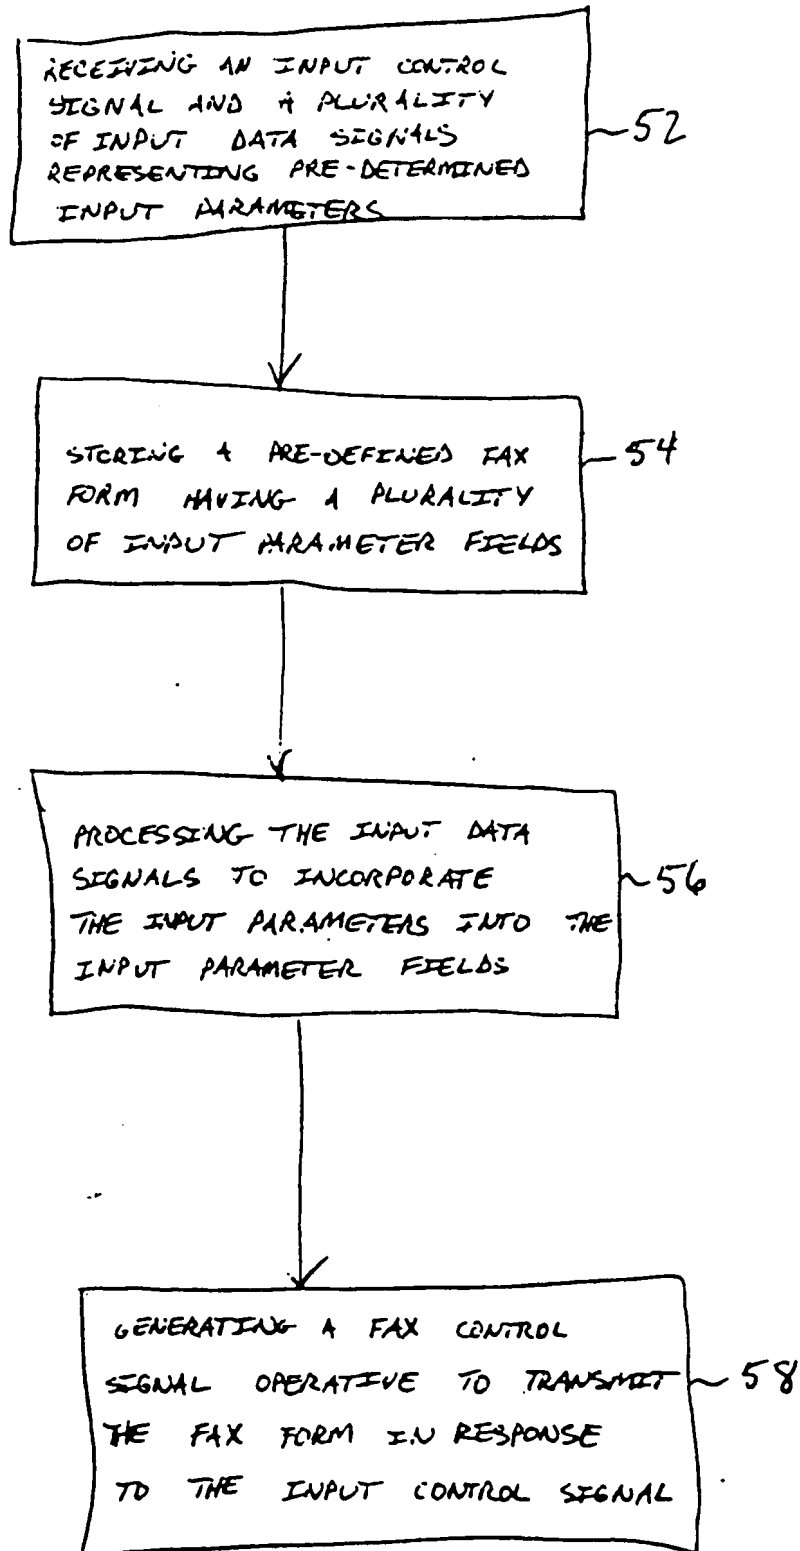 RECEIVING AN INPUT CONTROL
SIGNAL AND A PLURALITY
OF INPUT DATA SIGNALS
REPRESENTING PRE-DETERMINED
INPUT PARAMETERS
52
STORING A PRE-DEFINED FAX
FORM HAVING A PLURALITY
OF INPUT PARAMETER FIELDS
54
PROCESSING THE INPUT DATA
SIGNALS TO INCORPORATE
THE INPUT PARAMETERS INTO THE
INPUT PARAMETER FIELDS
56
GENERATING A FAX CONTROL
SIGNAL OPERATIVE TO TRANSMIT
THE FAX FORM IN RESPONSE
TO THE INPUT CONTROL SIGNAL
58